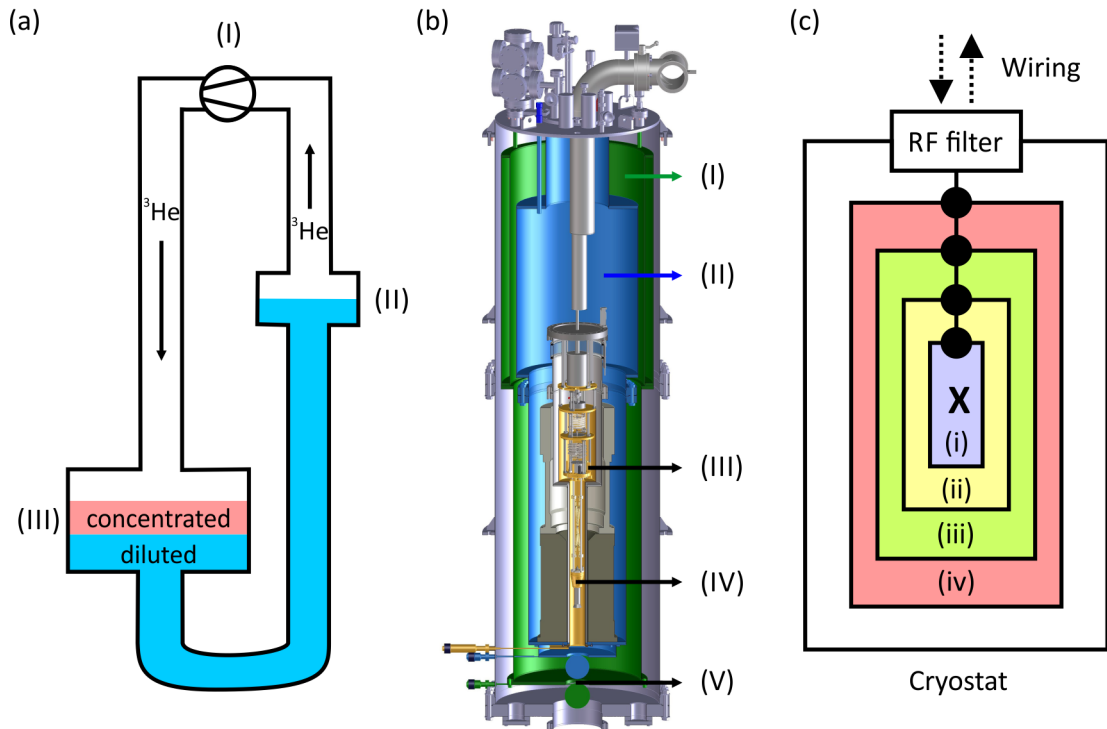 (a)
(I)
³He
³He
(II)
(III)
concentrated
diluted
(b)
(I)
(II)
(III)
(IV)
(V)
(c)
Wiring
RF filter
X
(i)
(ii)
(iii)
(iv)
Cryostat